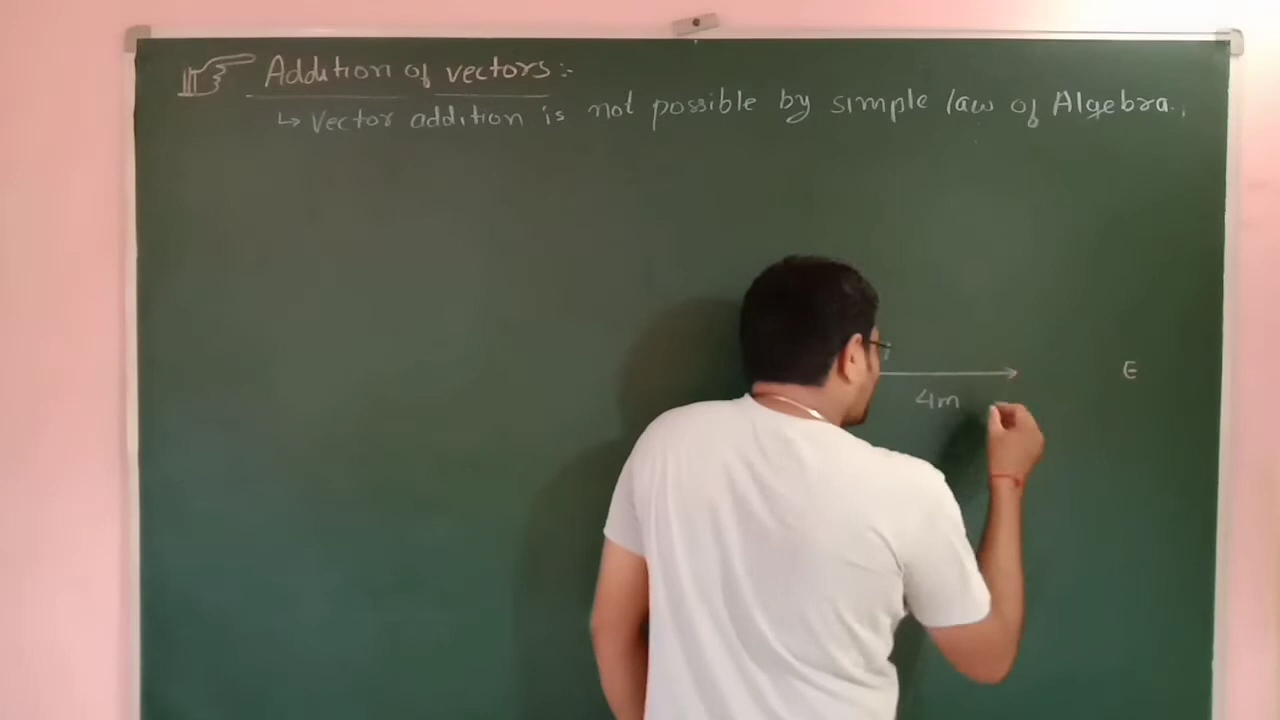 Addition of vectors :-
↳ Vector addition is not possible by simple law of Algebra.
E
4m